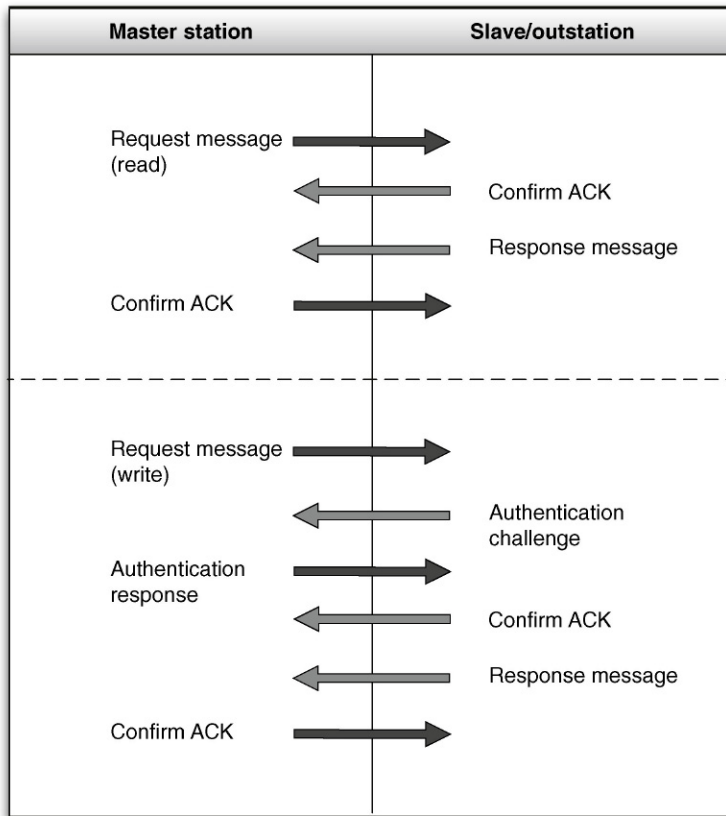 Master station
Slave/outstation
Request message
(read)
Confirm ACK
Response message
Confirm ACK
Request message
(write)
Authentication
challenge
Authentication
response
Confirm ACK
Response message
Confirm ACK